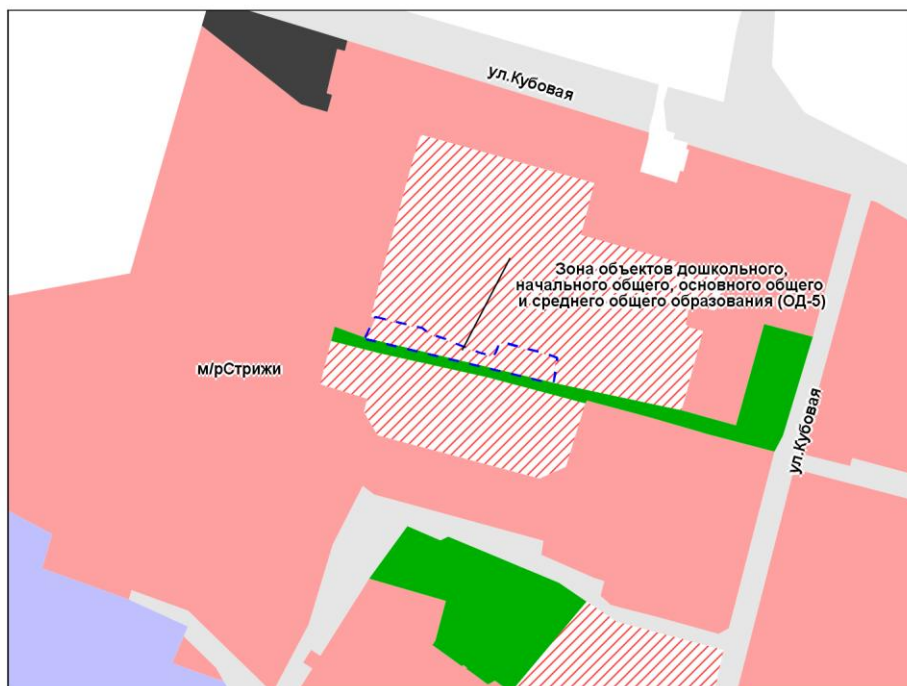 ул.Кубовая
Зона объектов дошкольного,
начального общего, основного общего
и среднего общего образования (ОД-5)
м/рСтрижи
ул.Кубовая